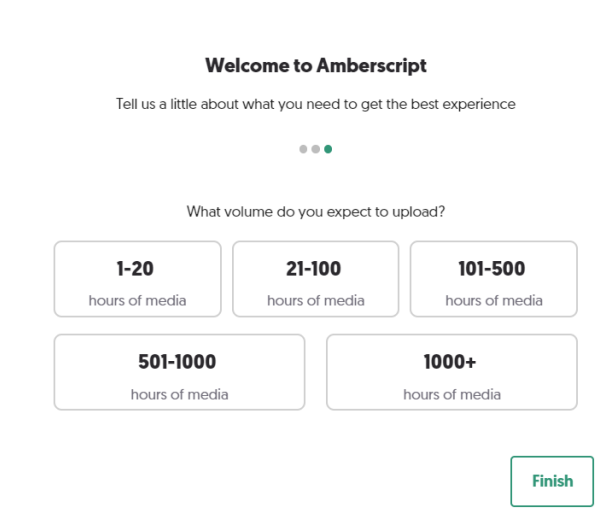 Welcome to Amberscript
Tell us a little about what you need to get the best experience
What volume do you expect to upload?
1-20
hours of media
21-100
hours of media
101-500
hours of media
501-1000
hours of media
1000+
hours of media
Finish